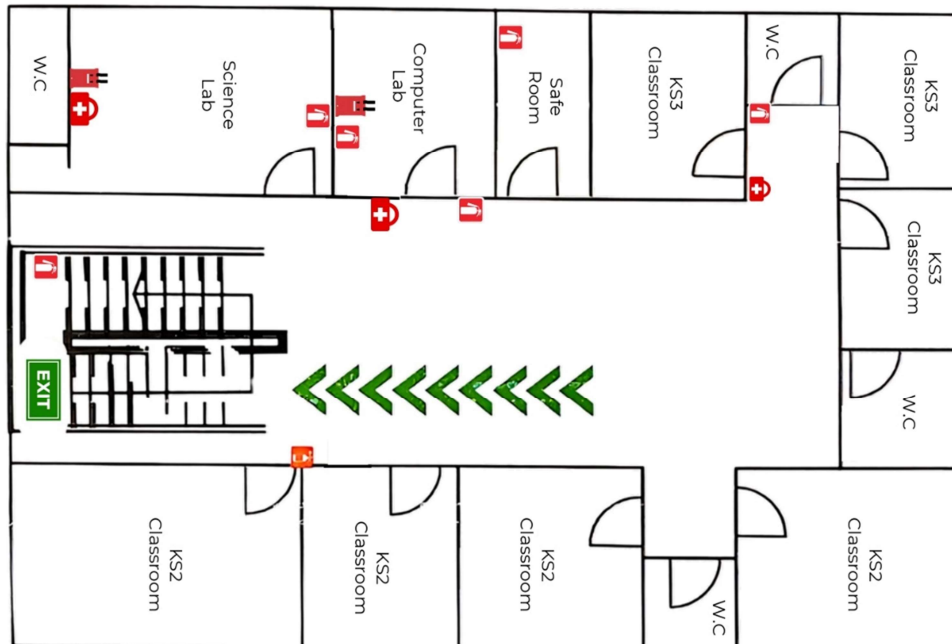 W.C
Science
Lab
Computer
Lab
Safe
Room
KS3
Classroom
W.C
KS3
Classroom
KS3
Classroom
W.C
EXIT
KS2
Classroom
KS2
Classroom
KS2
Classroom
W.C
KS2
Classroom